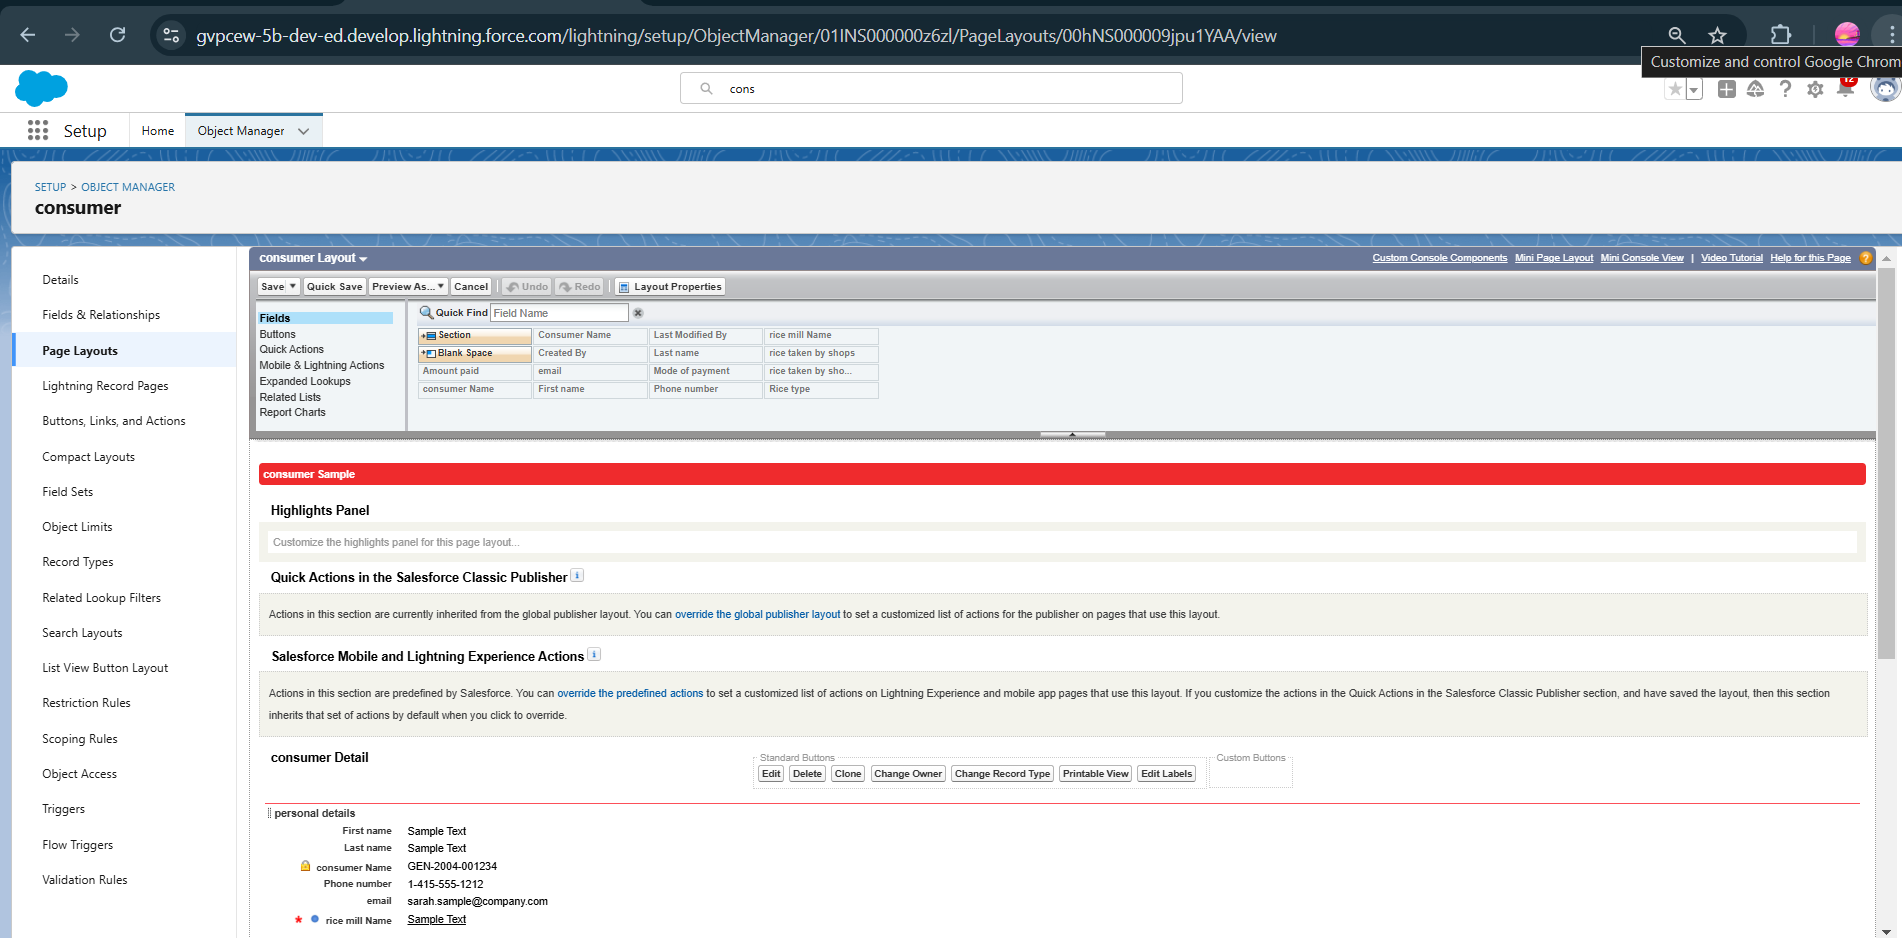 gvpcew-5b-dev-ed.develop.lightning.force.com/lightning/setup/ObjectManager/01INS000000z6zl/PageLayouts/00hNS000009jpu1YAA/view
Customize and control Google Chrom
cons
12
Setup
Home
Object Manager
SETUP > OBJECT MANAGER
consumer
Details
Fields & Relationships
Page Layouts
Lightning Record Pages
Buttons, Links, and Actions
Compact Layouts
Field Sets
Object Limits
Record Types
Related Lookup Filters
Search Layouts
List View Button Layout
Restriction Rules
Scoping Rules
Object Access
Triggers
Flow Triggers
Validation Rules
consumer Layout
Custom Console Components Mini Page Layout Mini Console View | Video Tutorial Help for this Page ?
Save Quick Save Preview As... Cancel Undo Redo Layout Properties
Fields
Buttons
Quick Actions
Mobile & Lightning Actions
Expanded Lookups
Related Lists
Report Charts
Quick Find Field Name
Section Consumer Name Last Modified By rice mill Name
Blank Space Created By Last name rice taken by shops
Amount paid email Mode of payment rice taken by sho...
consumer Name First name Phone number Rice type
consumer Sample
Highlights Panel
Customize the highlights panel for this page layout...
Quick Actions in the Salesforce Classic Publisher i
Actions in this section are currently inherited from the global publisher layout. You can override the global publisher layout to set a customized list of actions for the publisher on pages that use this layout.
Salesforce Mobile and Lightning Experience Actions i
Actions in this section are predefined by Salesforce. You can override the predefined actions to set a customized list of actions on Lightning Experience and mobile app pages that use this layout. If you customize the actions in the Quick Actions in the Salesforce Classic Publisher section, and have saved the layout, then this section
inherits that set of actions by default when you click to override.
consumer Detail
Standard Buttons
Edit Delete Clone Change Owner Change Record Type Printable View Edit Labels
Custom Buttons
personal details
First name Sample Text
Last name Sample Text
consumer Name GEN-2004-001234
Phone number 1-415-555-1212
email sarah.sample@company.com
* rice mill Name Sample Text